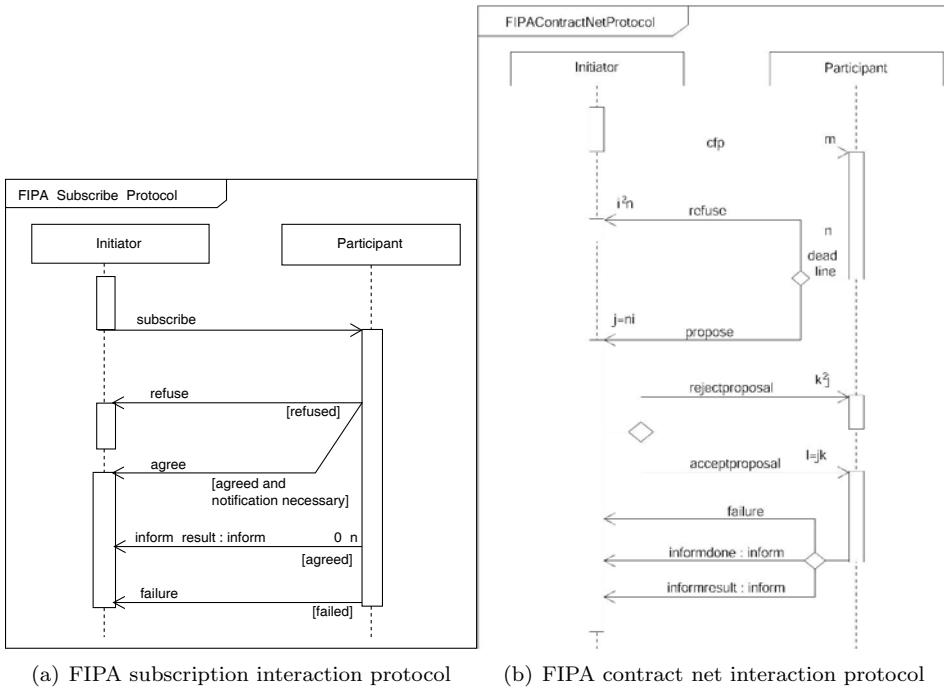 FIPA Subscribe Protocol
Initiator
Participant
subscribe
refuse
[refused]
agree
[agreed and
notification necessary]
inform result : inform
0 n
[agreed]
failure
[failed]
(a) FIPA subscription interaction protocol
FIPAContractNetProtocol
Initiator
Participant
cfp
m
i²n
refuse
n
dead
line
j=ni
propose
rejectproposal
k²j
acceptproposal
l=jk
failure
informdone : inform
informresult : inform
(b) FIPA contract net interaction protocol